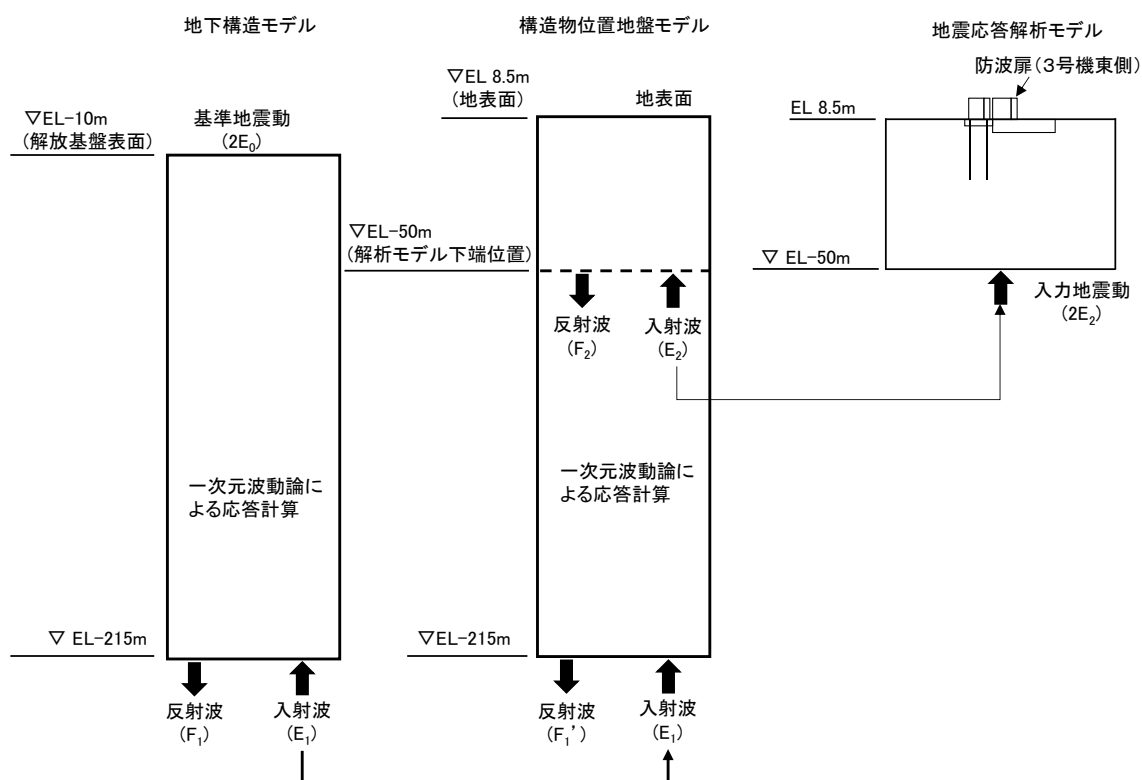 地下構造モデル
▽EL-10m
(解放基盤表面)
基準地震動
(2E₀)
一次元波動論に
よる応答計算
▽ EL-215m
反射波
(F₁)
入射波
(E₁)
構造物位置地盤モデル
▽EL 8.5m
(地表面)
地表面
▽EL-50m
(解析モデル下端位置)
反射波
(F₂)
入射波
(E₂)
一次元波動論に
よる応答計算
▽EL-215m
反射波
(F₁')
入射波
(E₁)
地震応答解析モデル
防波扉(3号機東側)
EL 8.5m
▽ EL-50m
入力地震動
(2E₂)